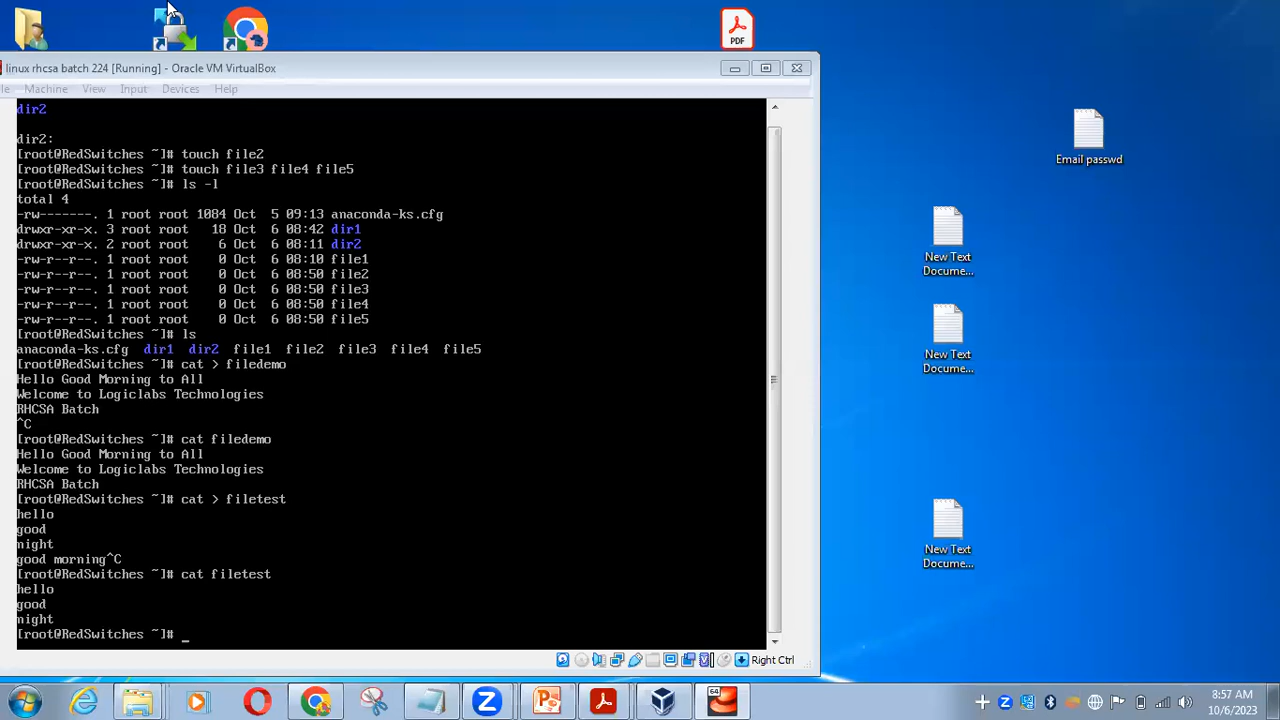 PDF
linux rhcsa batch 224 [Running] - Oracle VM VirtualBox
Machine View Input Devices Help
dir2
dir2:
[root@RedSwitches ~]# touch file2
[root@RedSwitches ~]# touch file3 file4 file5
[root@RedSwitches ~]# ls -l
total 4
-rw-------. 1 root root 1084 Oct  5 09:13 anaconda-ks.cfg
drwxr-xr-x. 3 root root   18 Oct  6 08:42 dir1
drwxr-xr-x. 2 root root    6 Oct  6 08:11 dir2
-rw-r--r--. 1 root root    0 Oct  6 08:10 file1
-rw-r--r--. 1 root root    0 Oct  6 08:50 file2
-rw-r--r--. 1 root root    0 Oct  6 08:50 file3
-rw-r--r--. 1 root root    0 Oct  6 08:50 file4
-rw-r--r--. 1 root root    0 Oct  6 08:50 file5
[root@RedSwitches ~]# ls
anaconda-ks.cfg  dir1  dir2  file1  file2  file3  file4  file5
[root@RedSwitches ~]# cat > filedemo
Hello Good Morning to All
Welcome to Logiclabs Technologies
RHCSA Batch
^C
[root@RedSwitches ~]# cat filedemo
Hello Good Morning to All
Welcome to Logiclabs Technologies
RHCSA Batch
[root@RedSwitches ~]# cat > filetest
hello
good
night
good morning^C
[root@RedSwitches ~]# cat filetest
hello
good
night
[root@RedSwitches ~]# _
Right Ctrl
Email passwd
New Text
Docume...
New Text
Docume...
New Text
Docume...
64
8:57 AM
10/6/2023